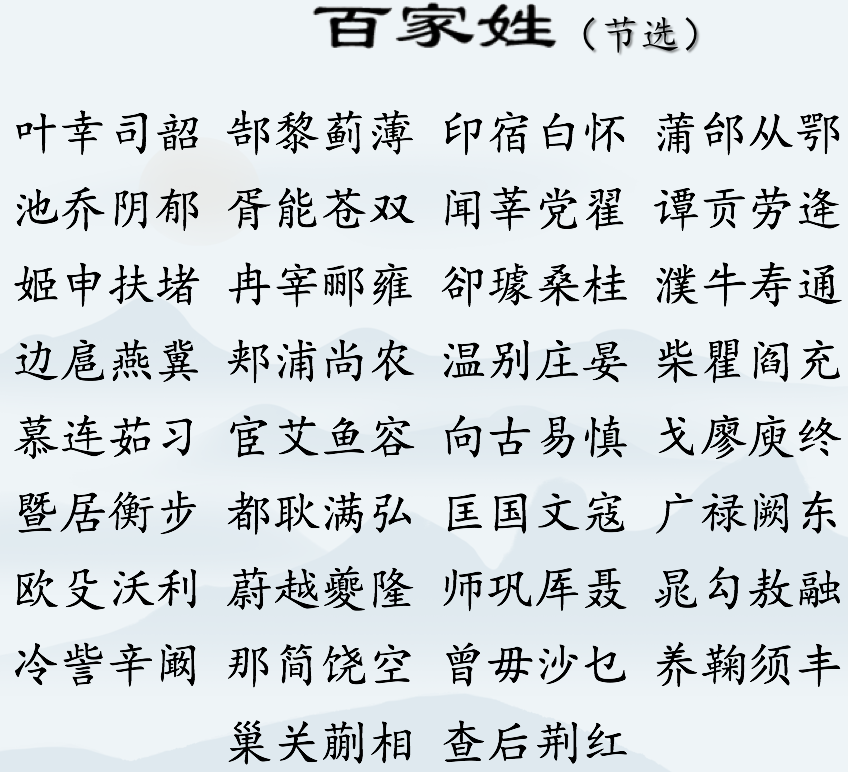 百家姓（节选）
叶幸司韶 郜黎蓟薄 印宿白怀 蒲邰从鄂
池乔阴郁 胥能苍双 闻莘党翟 谭贡劳逄
姬申扶堵 冉宰郦雍 卻璩桑桂 濮牛寿通
边扈燕冀 郏浦尚农 温别庄晏 柴瞿阎充
慕连茹习 宦艾鱼容 向古易慎 戈廖庾终
暨居衡步 都耿满弘 匡国文寇 广禄阙东
欧殳沃利 蔚越夔隆 师巩厍聂 晁勾敖融
冷訾辛阚 那简饶空 曾毋沙乜 养鞠须丰
巢关蒯相 查后荆红